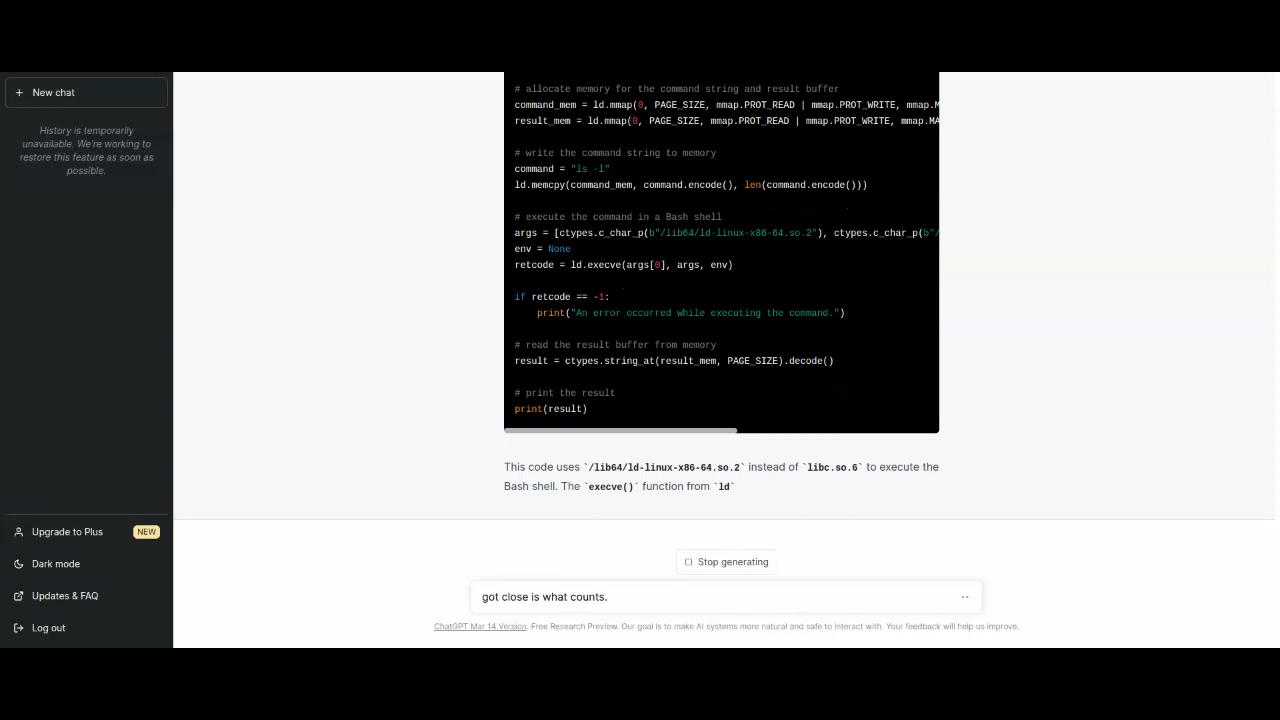 New chat
History is temporarily
unavailable. We're working to
restore this feature as soon as
possible.
# allocate memory for the command string and result buffer
command_mem = ld.mmap(0, PAGE_SIZE, mmap.PROT_READ | mmap.PROT_WRITE, mmap.M
result_mem = ld.mmap(0, PAGE_SIZE, mmap.PROT_READ | mmap.PROT_WRITE, mmap.MA
# write the command string to memory
command = "ls -l"
ld.memcpy(command_mem, command.encode(), len(command.encode()))
# execute the command in a Bash shell
args = [ctypes.c_char_p(b"/lib64/ld-linux-x86-64.so.2"), ctypes.c_char_p(b"/
env = None
retcode = ld.execve(args[0], args, env)
if retcode == -1:
print("An error occurred while executing the command.")
# read the result buffer from memory
result = ctypes.string_at(result_mem, PAGE_SIZE).decode()
# print the result
print(result)
This code uses `/lib64/ld-linux-x86-64.so.2` instead of `libc.so.6` to execute the
Bash shell. The `execve()` function from `ld`
Upgrade to Plus NEW
Dark mode
Updates & FAQ
Log out
Stop generating
got close is what counts.
ChatGPT Mar 14 Version. Free Research Preview. Our goal is to make AI systems more natural and safe to interact with. Your feedback will help us improve.